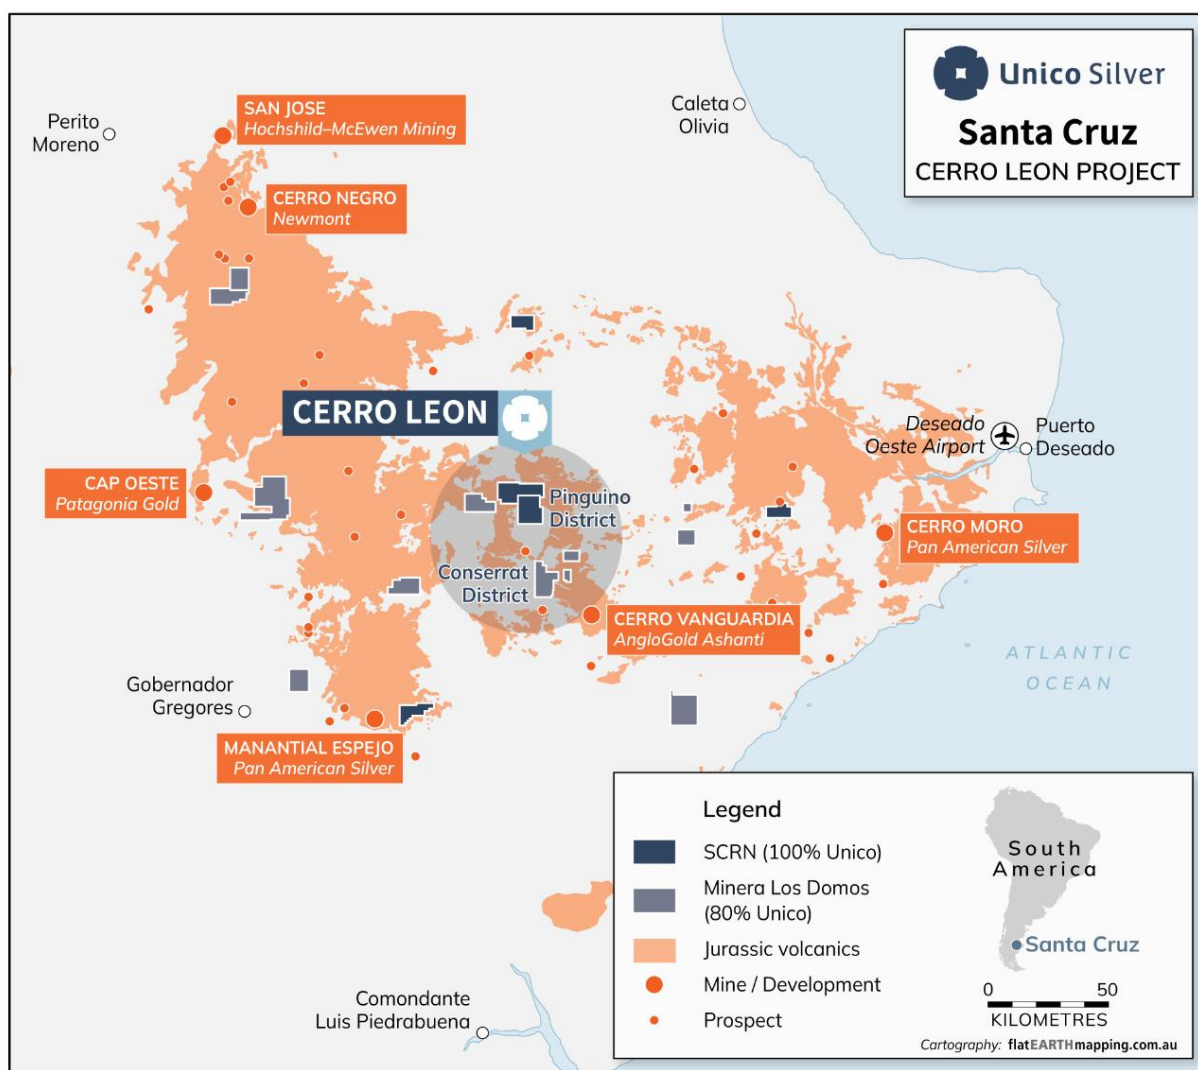 Unico Silver
Santa Cruz
CERRO LEON PROJECT
Perito
Moreno
SAN JOSE
Hochshild–McEwen Mining
Caleta
Olivia
CERRO NEGRO
Newmont
CERRO LEON
Deseado
Oeste Airport
Puerto
Deseado
CAP OESTE
Patagonia Gold
Pinguino
District
CERRO MORO
Pan American Silver
Conserrat
District
CERRO VANGUARDIA
AngloGold Ashanti
ATLANTIC
OCEAN
Gobernador
Gregores
MANANTIAL ESPEJO
Pan American Silver
Comondante
Luis Piedrabuena
Legend
SCRN (100% Unico)
Minera Los Domos
(80% Unico)
Jurassic volcanics
Mine / Development
Prospect
South
America
Santa Cruz
0 50
KILOMETRES
Cartography: flatEARTHmapping.com.au